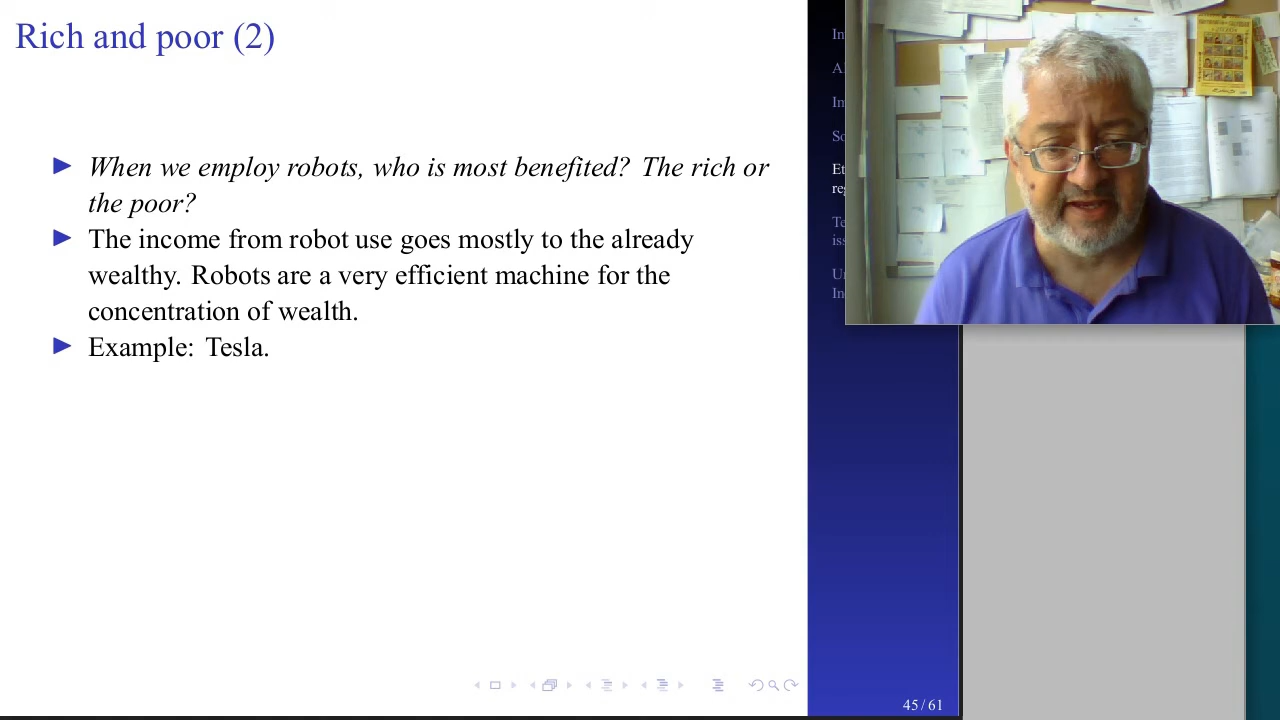 Rich and poor (2)
▶ When we employ robots, who is most benefited? The rich or
the poor?
▶ The income from robot use goes mostly to the already
wealthy. Robots are a very efficient machine for the
concentration of wealth.
▶ Example: Tesla.
45 / 61